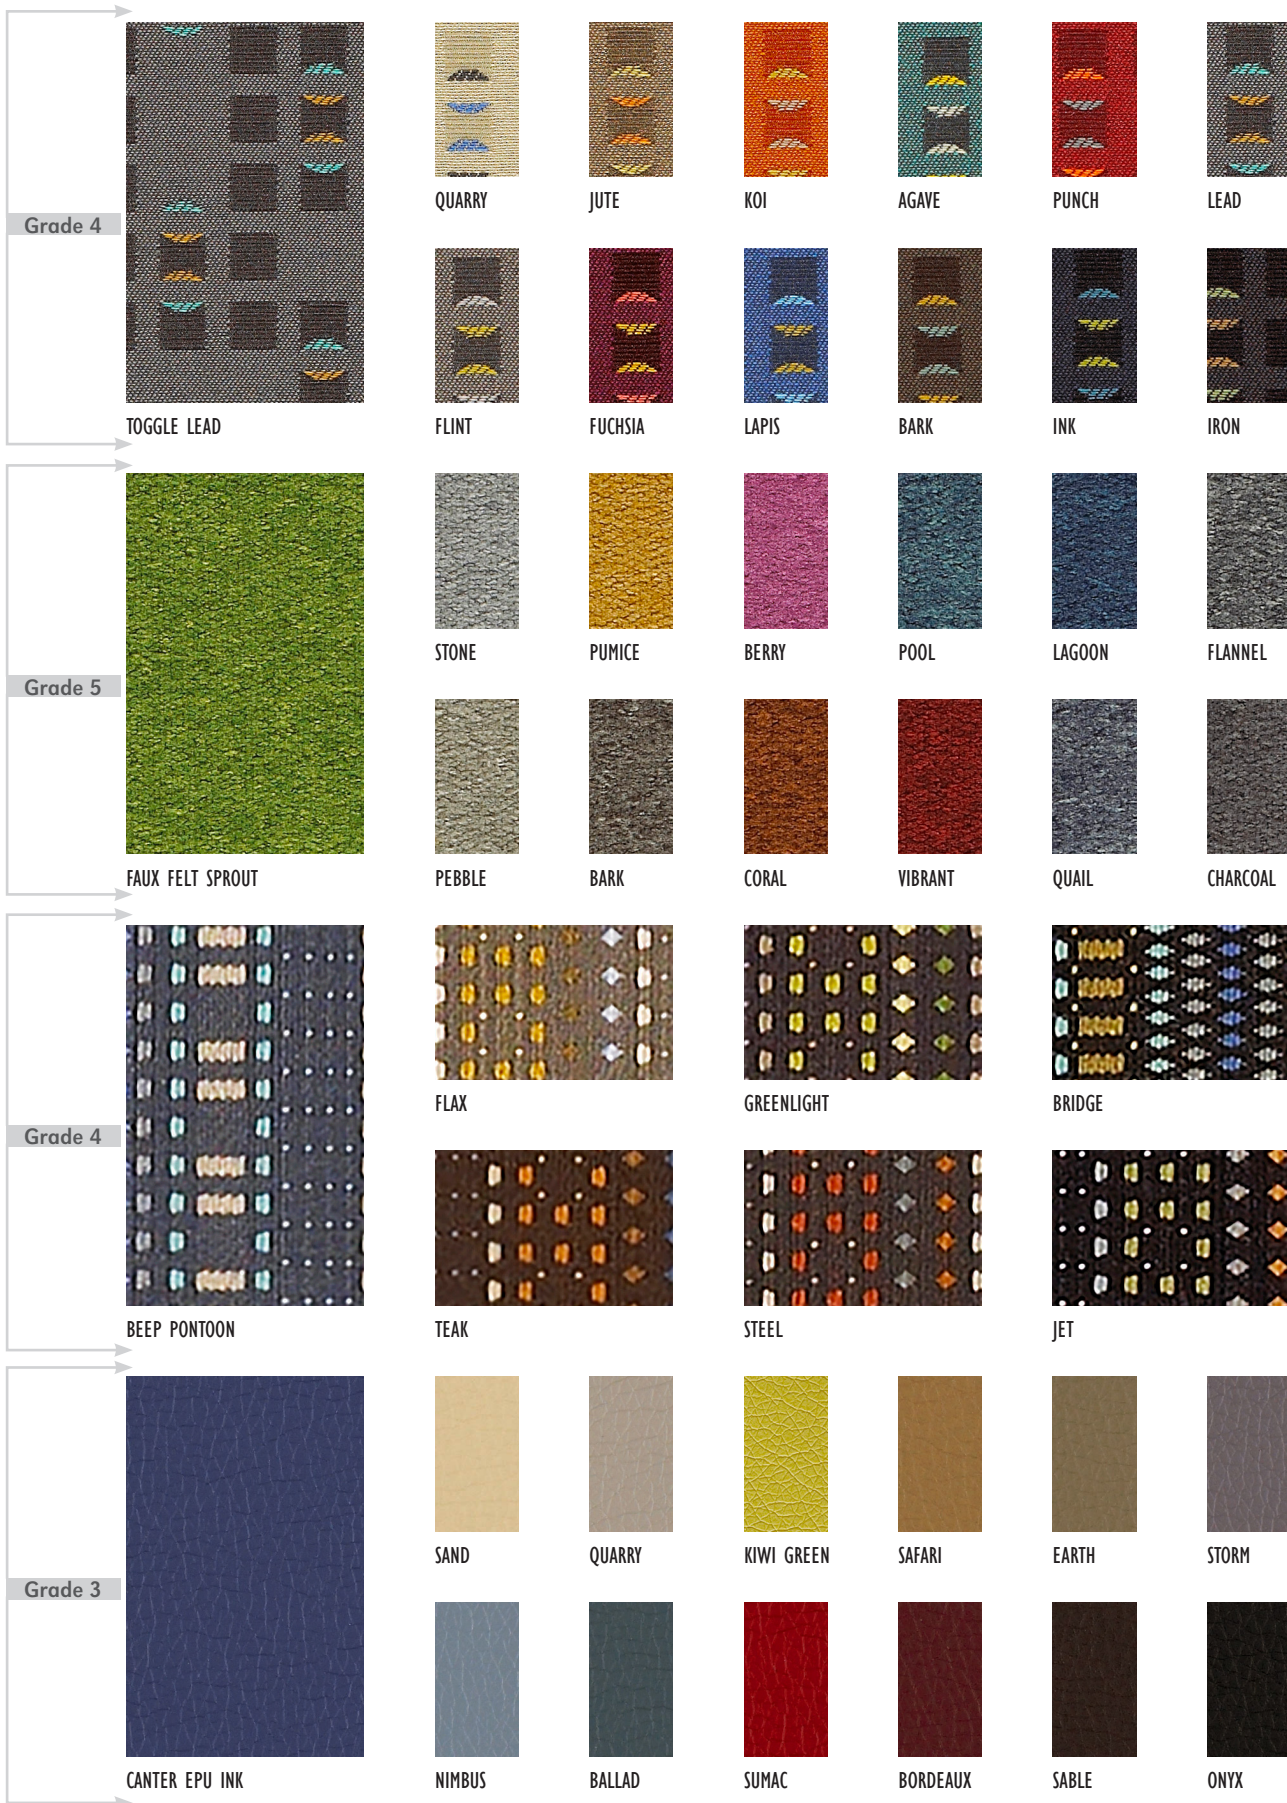 QUARRY JUTE KOI AGAVE PUNCH LEAD
Grade 4
TOGGLE LEAD FLINT FUCHSIA LAPIS BARK INK IRON
STONE PUMICE BERRY POOL LAGOON FLANNEL
Grade 5
FAUX FELT SPROUT PEBBLE BARK CORAL VIBRANT QUAIL CHARCOAL
FLAX GREENLIGHT BRIDGE
Grade 4
BEEP PONTOON TEAK STEEL JET
SAND QUARRY KIWI GREEN SAFARI EARTH STORM
Grade 3
CANTER EPU INK NIMBUS BALLAD SUMAC BORDEAUX SABLE ONYX